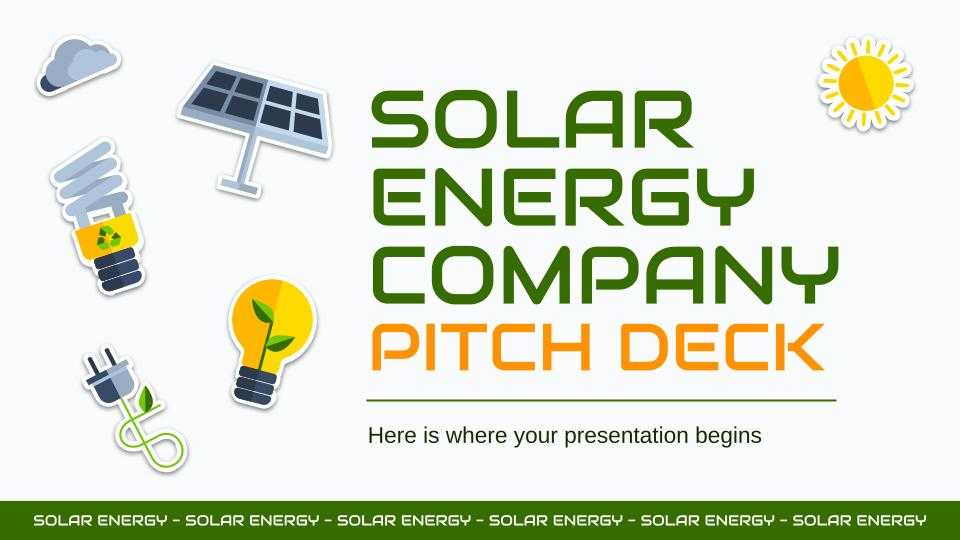 SOLAR
ENERGY
COMPANY
PITCH DECK
Here is where your presentation begins
SOLAR ENERGY – SOLAR ENERGY – SOLAR ENERGY – SOLAR ENERGY – SOLAR ENERGY – SOLAR ENERGY